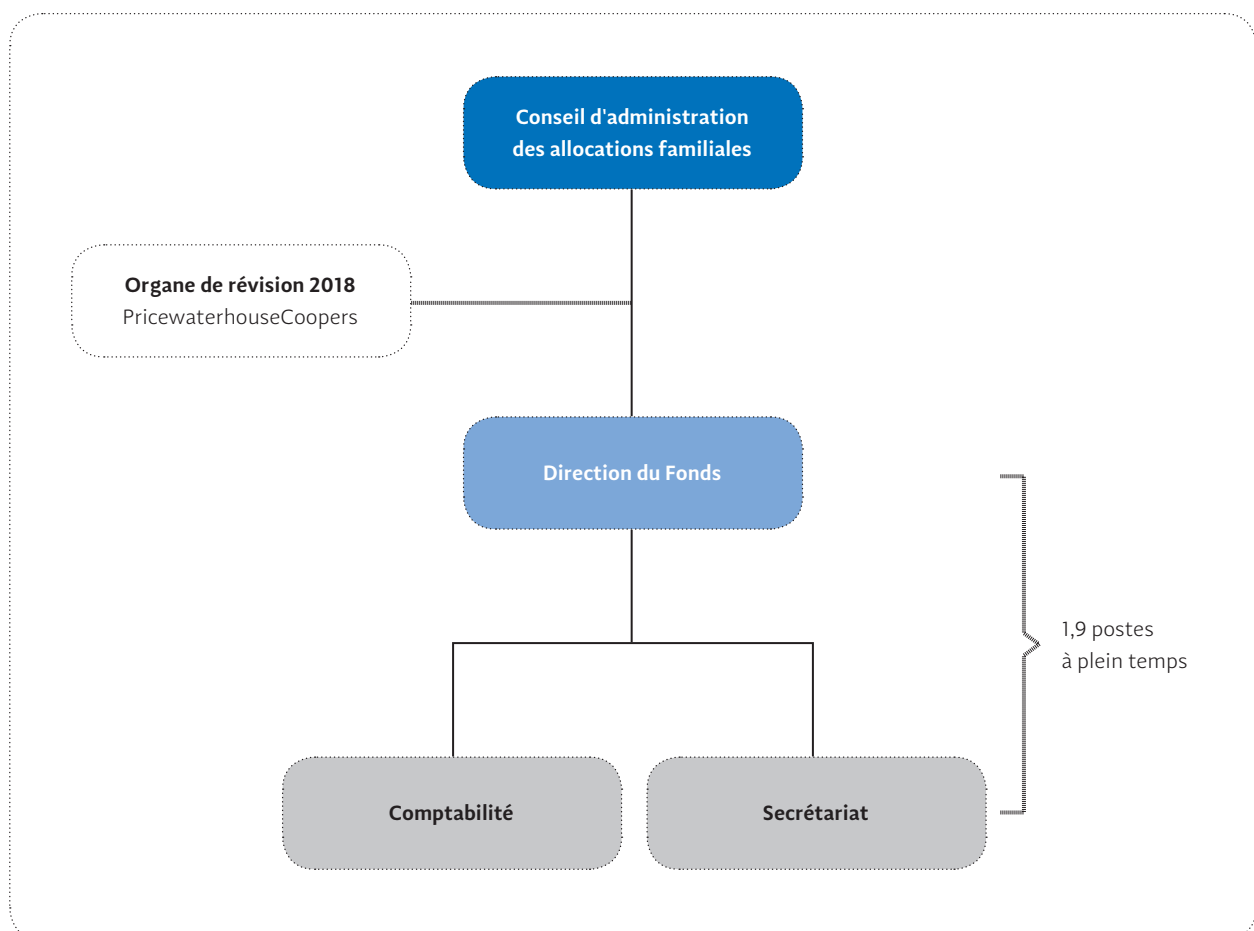 Conseil d'administration
des allocations familiales
Organe de révision 2018
PricewaterhouseCoopers
Direction du Fonds
1,9 postes
à plein temps
Comptabilité
Secrétariat